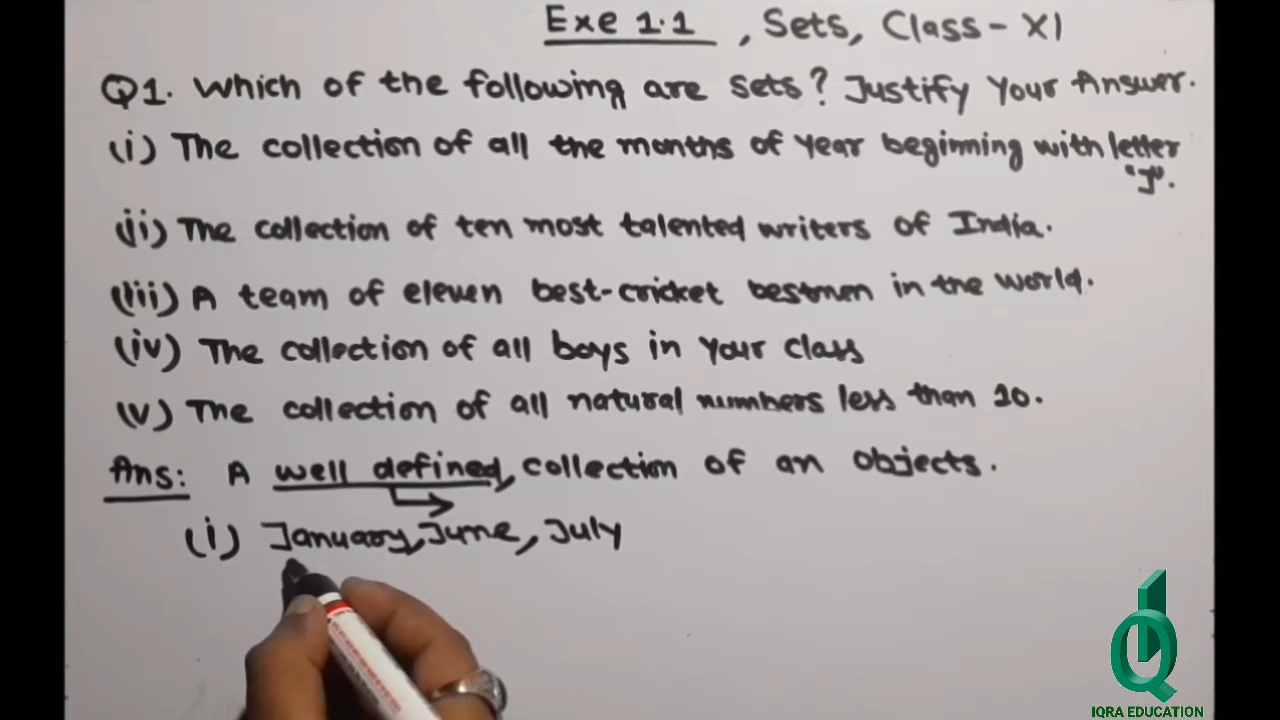 Exe 1.1 , Sets, Class - XI
Q1. Which of the following are sets? Justify Your Answer.
(i) The collection of all the months of year beginning with letter
"J".
(ii) The collection of ten most talented writers of India.
(iii) A team of eleven best-cricket bestmen in the world.
(iv) The collection of all boys in your class
(v) The collection of all natural numbers less than 10.
Ans: A well defined, collection of an objects.
(i) January, June, July
IQRA EDUCATION